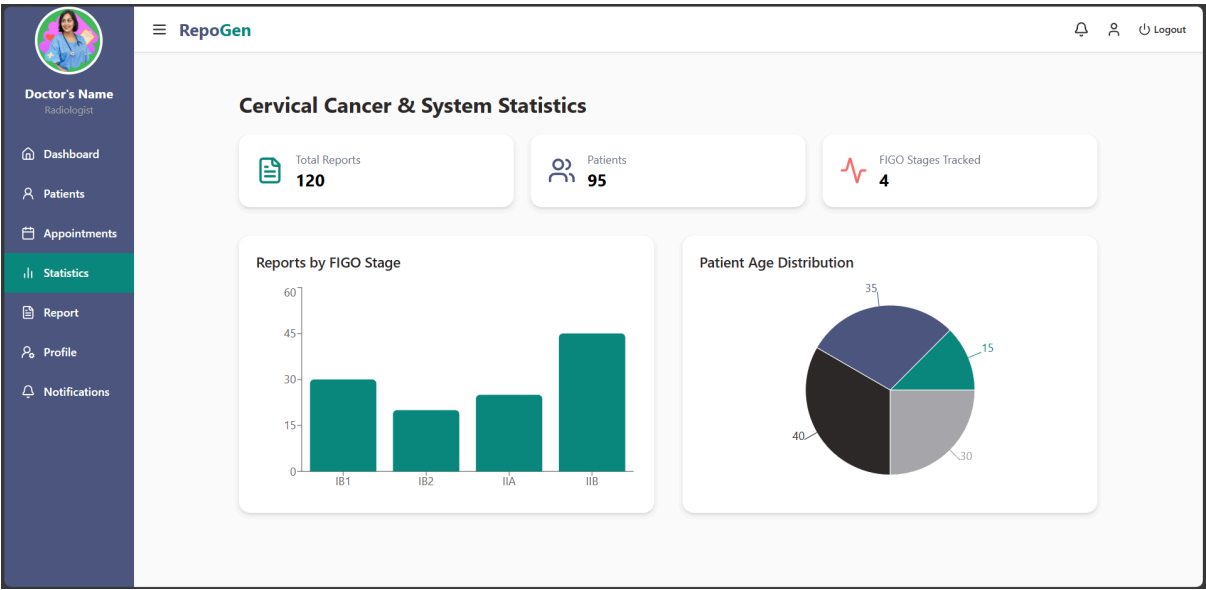 RepoGen
Logout
Doctor's Name
Radiologist
Dashboard
Patients
Appointments
Statistics
Report
Profile
Notifications
Cervical Cancer & System Statistics
Total Reports
120
Patients
95
FIGO Stages Tracked
4
Reports by FIGO Stage
60
45
30
15
0
IB1
IB2
IIA
IIB
Patient Age Distribution
35
15
40
30